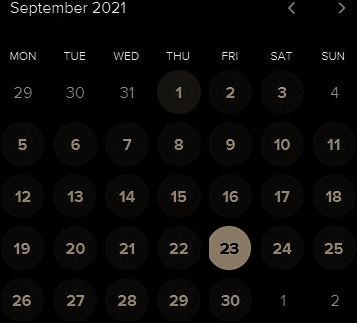 September 2021
MON TUE WED THU FRI SAT SUN
29 30 31 1 2 3 4
5 6 7 8 9 10 11
12 13 14 15 16 17 18
19 20 21 22 23 24 25
26 27 28 29 30 1 2